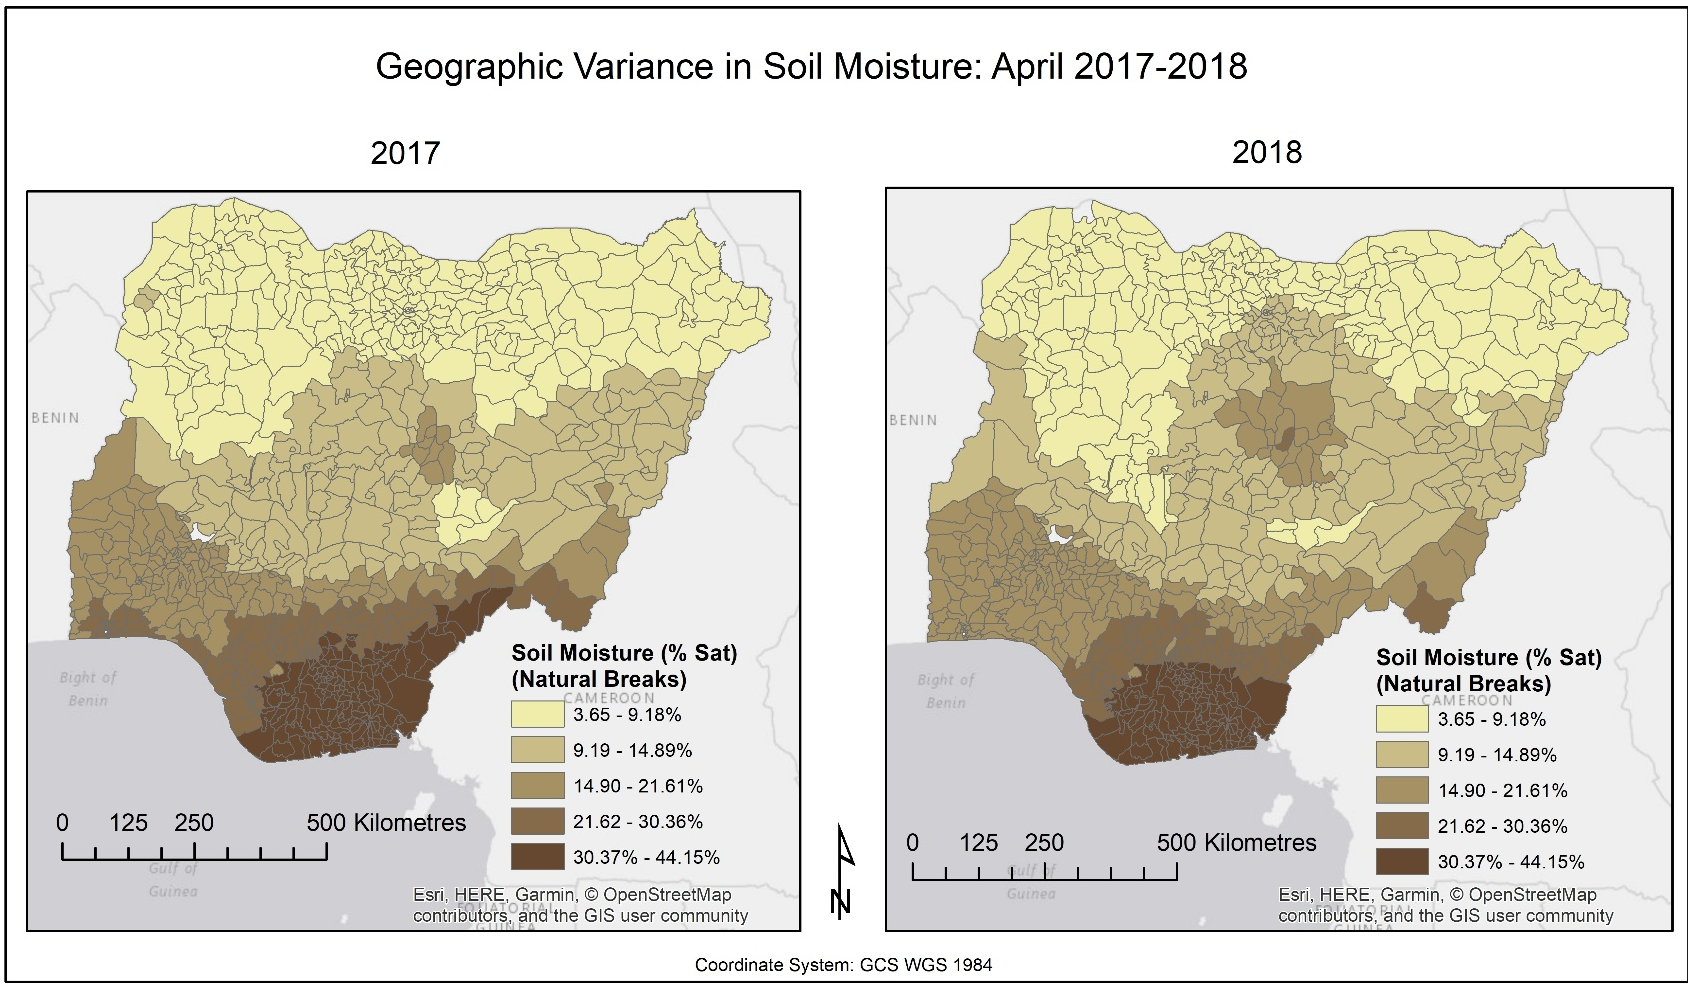 Geographic Variance in Soil Moisture: April 2017-2018
2017
BENIN
Bight of
Benin
CAMEROON
Soil Moisture (% Sat)
(Natural Breaks)
3.65 - 9.18%
9.19 - 14.89%
14.90 - 21.61%
21.62 - 30.36%
30.37% - 44.15%
0 125 250 500 Kilometres
Gulf of
Guinea
EQUATORIAL
GUINEA
Esri, HERE, Garmin, © OpenStreetMap
contributors, and the GIS user community
N
2018
BENIN
Bight of
Benin
CAMEROON
Soil Moisture (% Sat)
(Natural Breaks)
3.65 - 9.18%
9.19 - 14.89%
14.90 - 21.61%
21.62 - 30.36%
30.37% - 44.15%
0 125 250 500 Kilometres
Gulf of
Guinea
EQUATORIAL
GUINEA
Esri, HERE, Garmin, © OpenStreetMap
contributors, and the GIS user community
Coordinate System: GCS WGS 1984